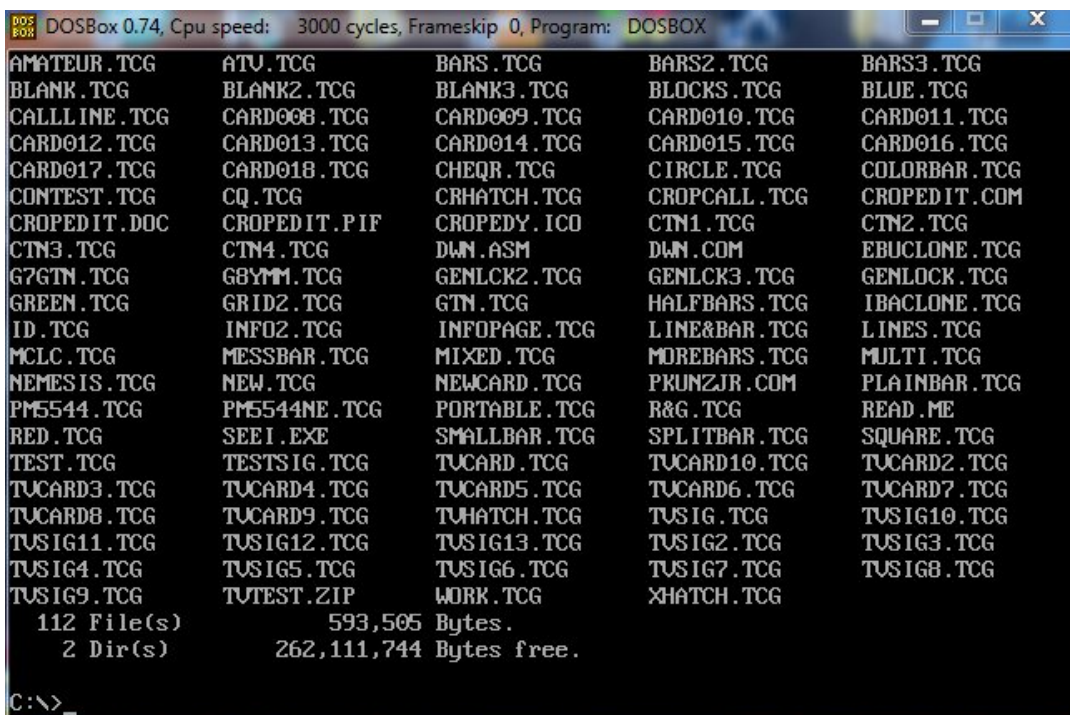 DOSBox 0.74, Cpu speed: 3000 cycles, Frameskip 0, Program: DOSBOX
AMATEUR.TCG ATV.TCG BARS.TCG BARS2.TCG BARS3.TCG
BLANK.TCG BLANK2.TCG BLANK3.TCG BLOCKS.TCG BLUE.TCG
CALLLINE.TCG CARD008.TCG CARD009.TCG CARD010.TCG CARD011.TCG
CARD012.TCG CARD013.TCG CARD014.TCG CARD015.TCG CARD016.TCG
CARD017.TCG CARD018.TCG CHEQR.TCG CIRCLE.TCG COLORBAR.TCG
CONTEST.TCG CQ.TCG CRHATCH.TCG CROPCALL.TCG CROPEDIT.COM
CROPEDIT.DOC CROPEDIT.PIF CROPEDY.ICO CTN1.TCG CTN2.TCG
CTN3.TCG CTN4.TCG DWN.ASM DWN.COM EBUCLONE.TCG
G7GTN.TCG G8YMM.TCG GENLCK2.TCG GENLCK3.TCG GENLOCK.TCG
GREEN.TCG GRID2.TCG GTN.TCG HALFBARS.TCG IBACLONE.TCG
ID.TCG INFO2.TCG INFOPAGE.TCG LINE&BAR.TCG LINES.TCG
MCLC.TCG MESSBAR.TCG MIXED.TCG MOREBARS.TCG MULTI.TCG
NEMESIS.TCG NEW.TCG NEWCARD.TCG PKUNZJR.COM PLAINBAR.TCG
PM5544.TCG PM5544NE.TCG PORTABLE.TCG R&G.TCG READ.ME
RED.TCG SEEI.EXE SMALLBAR.TCG SPLITBAR.TCG SQUARE.TCG
TEST.TCG TESTSIG.TCG TVCARD.TCG TVCARD10.TCG TVCARD2.TCG
TVCARD3.TCG TVCARD4.TCG TVCARD5.TCG TVCARD6.TCG TVCARD7.TCG
TVCARD8.TCG TVCARD9.TCG TVHATCH.TCG TVSIG.TCG TVSIG10.TCG
TVSIG11.TCG TVSIG12.TCG TVSIG13.TCG TVSIG2.TCG TVSIG3.TCG
TVSIG4.TCG TVSIG5.TCG TVSIG6.TCG TVSIG7.TCG TVSIG8.TCG
TVSIG9.TCG TVTEST.ZIP WORK.TCG XHATCH.TCG
112 File(s) 593,505 Bytes.
2 Dir(s) 262,111,744 Bytes free.
C:\>_